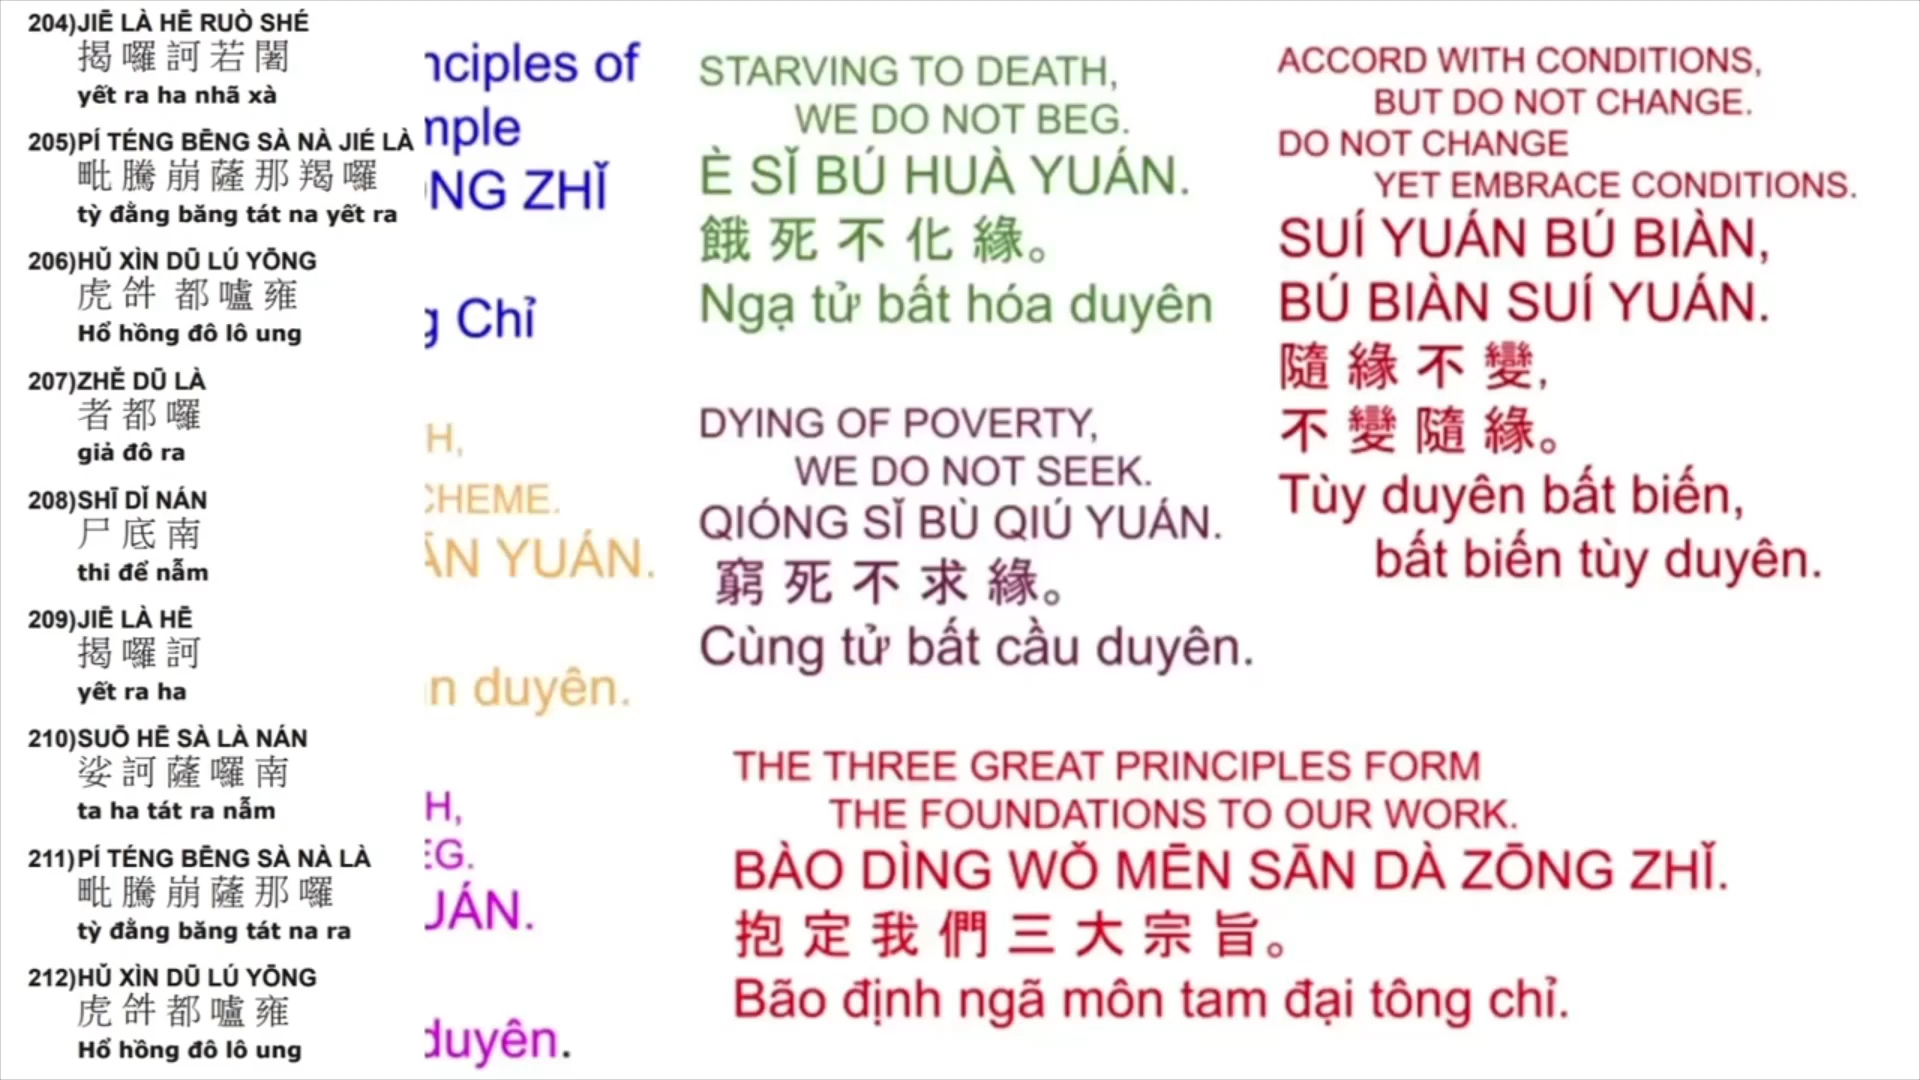 204)JIĒ LÀ HĒ RUÒ SHÉ
揭 囉 訶 若 闍
yết ra ha nhã xà
205)PÍ TÉNG BĒNG SÀ NÀ JIÉ LÀ
毗 騰 崩 薩 那 羯 囉
tỳ đằng băng tát na yết ra
206)HǓ XÌN DŪ LÚ YŌNG
虎 𤙖 都 嚧 雍
Hổ hồng đô lô ung
207)ZHĚ DŪ LÀ
者 都 囉
giả đô ra
208)SHĪ DǏ NÁN
尸 底 南
thi để nẫm
209)JIĒ LÀ HĒ
揭 囉 訶
yết ra ha
210)SUŌ HĒ SÀ LÀ NÁN
娑 訶 薩 囉 南
ta ha tát ra nẫm
211)PÍ TÉNG BĒNG SÀ NÀ LÀ
毗 騰 崩 薩 那 囉
tỳ đằng băng tát na ra
212)HǓ XÌN DŪ LÚ YŌNG
虎 𤙖 都 嚧 雍
Hổ hồng đô lô ung
nciples of
mple
ONG ZHǏ
g Chỉ
H,
CHEME.
ĀN YUÁN.
n duyên.
H,
EG.
UÁN.
duyên.
STARVING TO DEATH,
WE DO NOT BEG.
È SǏ BÚ HUÀ YUÁN.
餓 死 不 化 緣。
Ngạ tử bất hóa duyên
DYING OF POVERTY,
WE DO NOT SEEK.
QIÓNG SǏ BÙ QIÚ YUÁN.
窮 死 不 求 緣。
Cùng tử bất cầu duyên.
ACCORD WITH CONDITIONS,
BUT DO NOT CHANGE.
DO NOT CHANGE
YET EMBRACE CONDITIONS.
SUÍ YUÁN BÚ BIÀN,
BÚ BIÀN SUÍ YUÁN.
隨 緣 不 變,
不 變 隨 緣。
Tùy duyên bất biến,
bất biến tùy duyên.
THE THREE GREAT PRINCIPLES FORM
THE FOUNDATIONS TO OUR WORK.
BÀO DÌNG WǑ MĒN SĀN DÀ ZŌNG ZHǏ.
抱 定 我 們 三 大 宗 旨。
Bão định ngã môn tam đại tông chỉ.